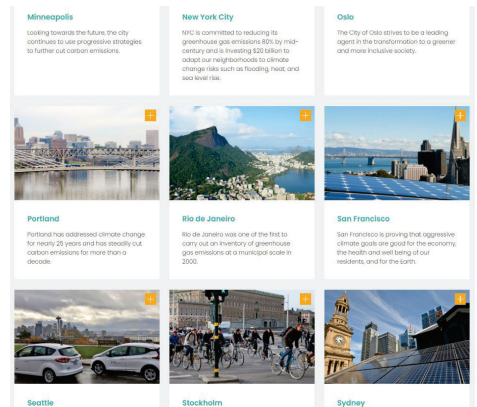 Minneapolis
Looking towards the future, the city
continues to use progressive strategies
to further cut carbon emissions.
New York City
NYC is committed to reducing its
greenhouse gas emissions 80% by mid-
century and is investing $20 billion to
adapt our neighborhoods to climate
change risks such as flooding, heat, and
sea level rise.
Oslo
The City of Oslo strives to be a leading
agent in the transformation to a greener
and more inclusive society.
Portland
Portland has addressed climate change
for nearly 25 years and has steadily cut
carbon emissions for more than a
decade.
Rio de Janeiro
Rio de Janeiro was one of the first to
carry out an inventory of greenhouse
gas emissions at a municipal scale in
2000.
San Francisco
San Francisco is proving that aggressive
climate goals are good for the economy,
the health and well being of our
residents, and for the Earth.
Seattle
Stockholm
Sydney